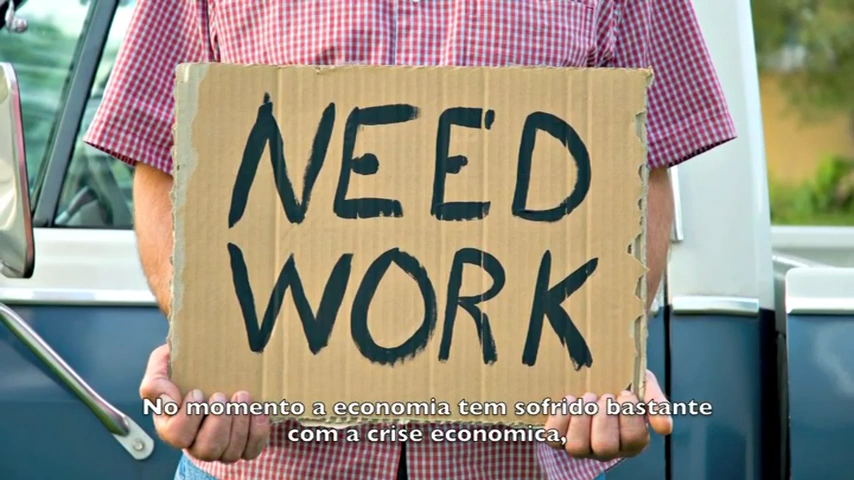 NEED
WORK
No momento a economia tem sofrido bastante
com a crise economica,